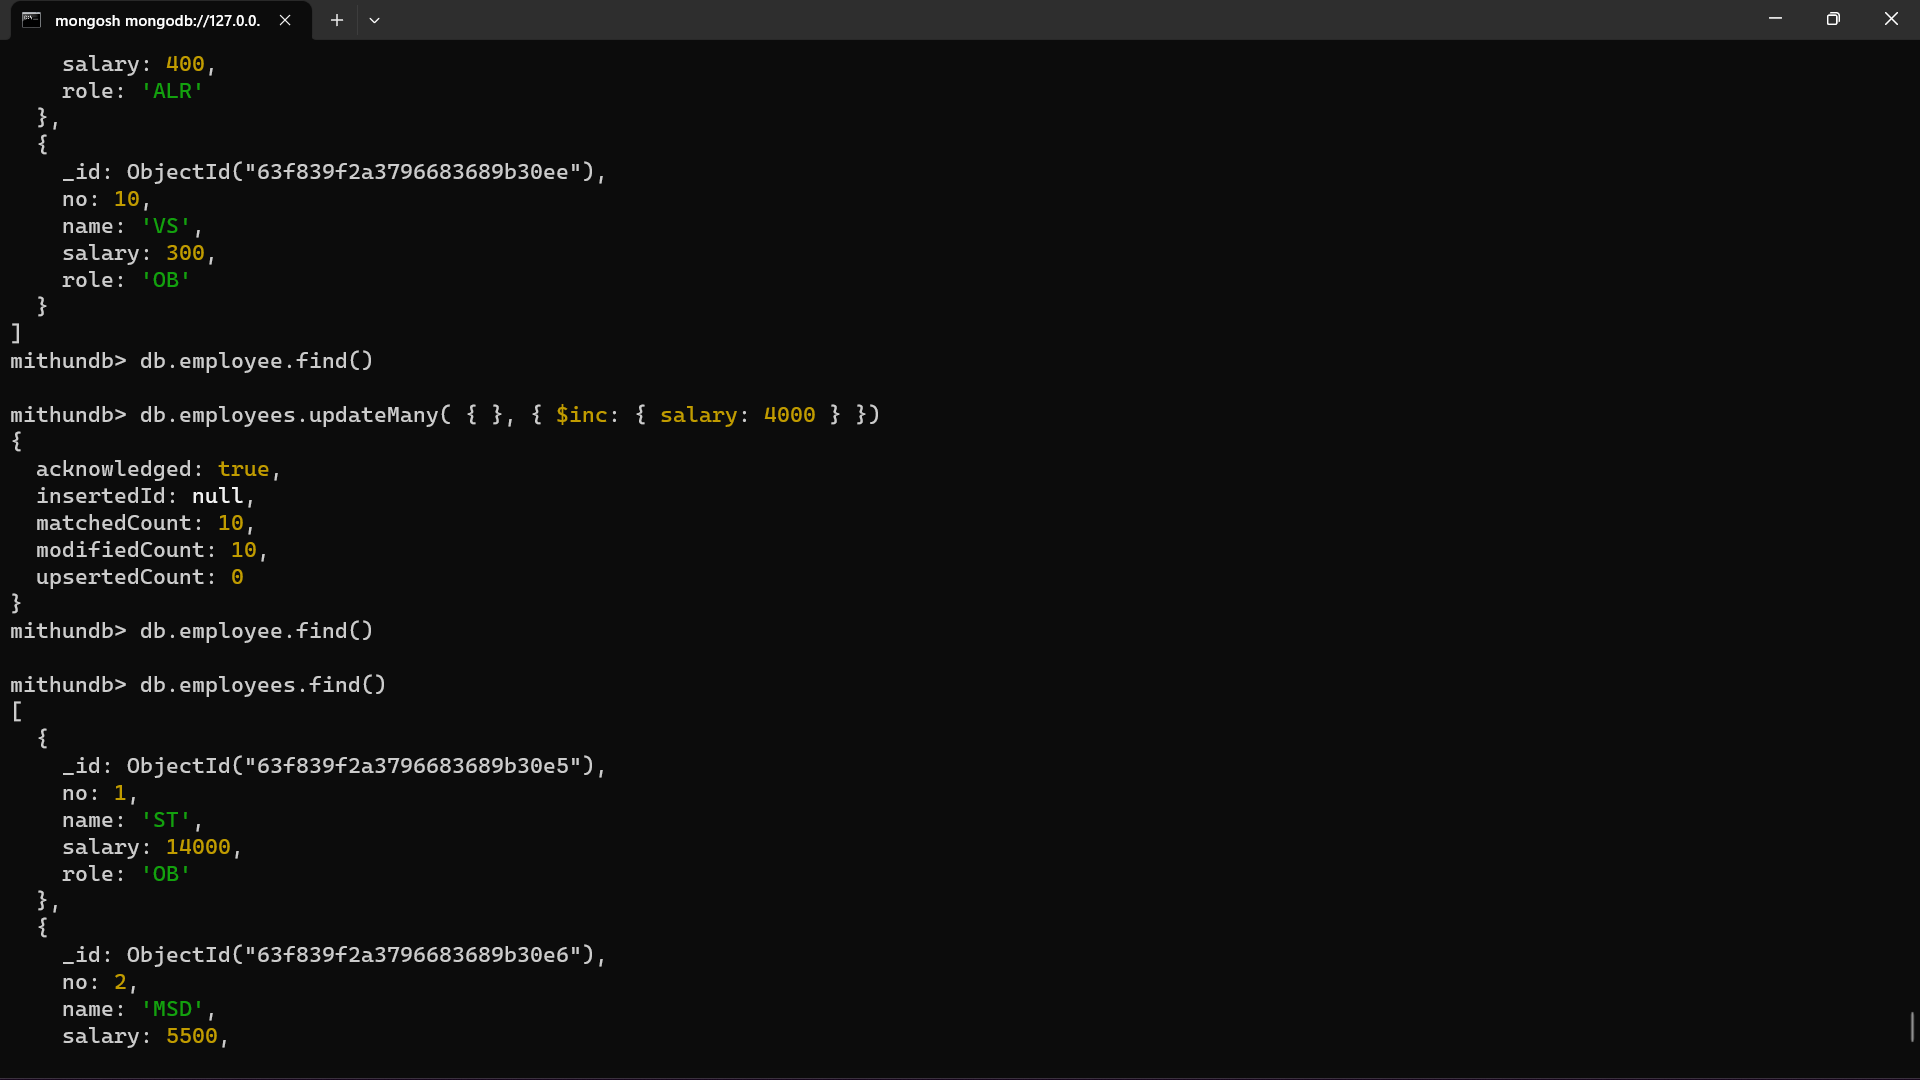 mongosh mongodb://127.0.0.
    salary: 400,
    role: 'ALR'
  },
  {
    _id: ObjectId("63f839f2a3796683689b30ee"),
    no: 10,
    name: 'VS',
    salary: 300,
    role: 'OB'
  }
]
mithundb> db.employee.find()

mithundb> db.employees.updateMany( { }, { $inc: { salary: 4000 } })
{
  acknowledged: true,
  insertedId: null,
  matchedCount: 10,
  modifiedCount: 10,
  upsertedCount: 0
}
mithundb> db.employee.find()

mithundb> db.employees.find()
[
  {
    _id: ObjectId("63f839f2a3796683689b30e5"),
    no: 1,
    name: 'ST',
    salary: 14000,
    role: 'OB'
  },
  {
    _id: ObjectId("63f839f2a3796683689b30e6"),
    no: 2,
    name: 'MSD',
    salary: 5500,